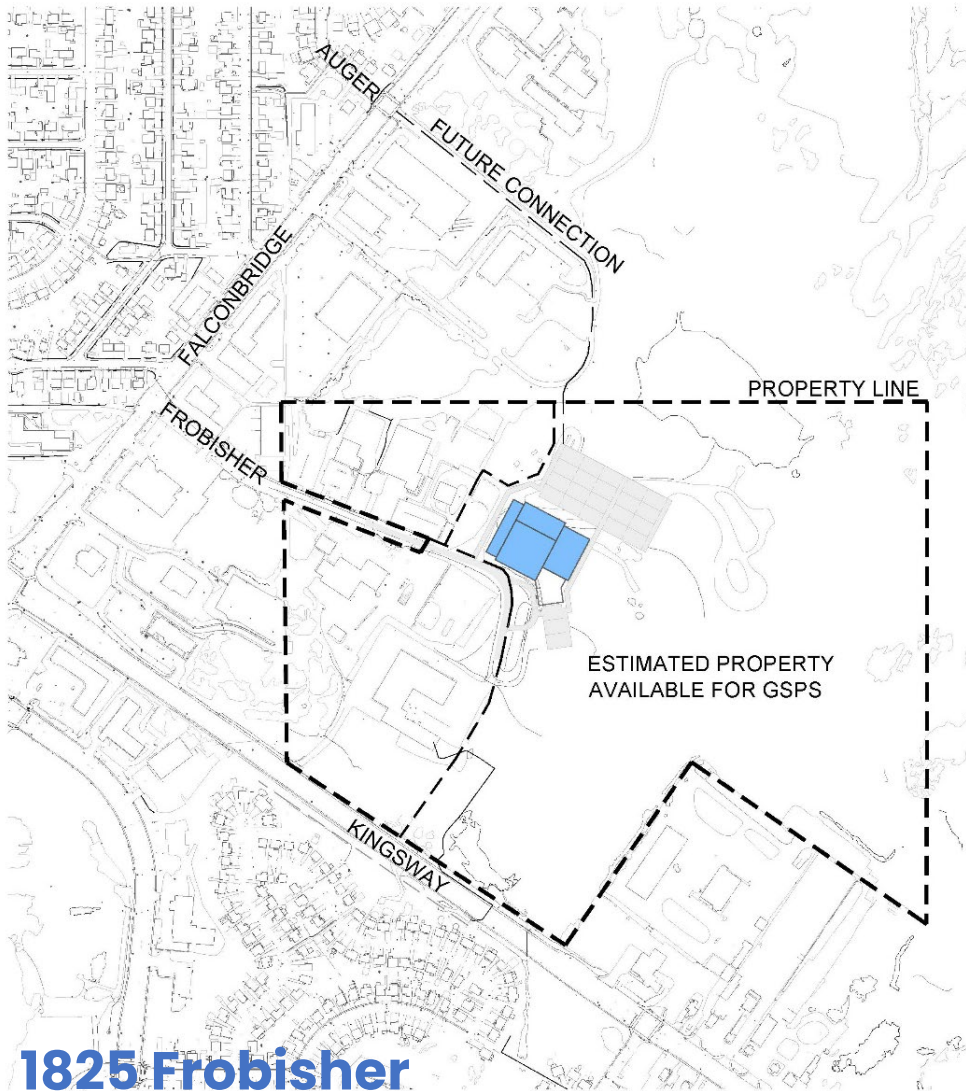 AUGER
FUTURE CONNECTION
FALCONBRIDGE
PROPERTY LINE
FROBISHER
ESTIMATED PROPERTY
AVAILABLE FOR GSPS
KINGSWAY
1825 Frobisher